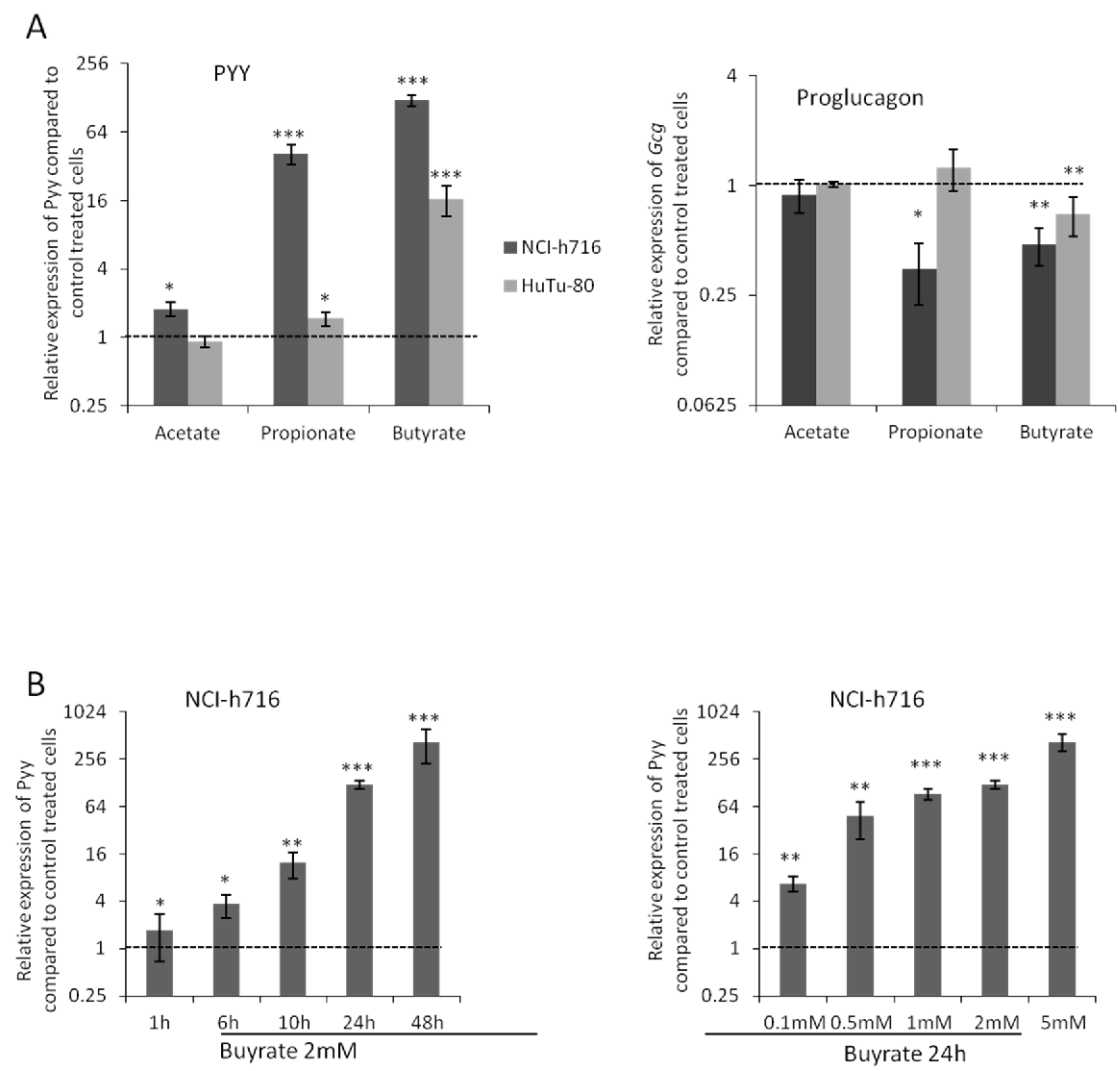 A
PYY
Relative expression of Pyy compared to
control treated cells
256
64
16
4
1
0.25
*
***
*
***
***
Acetate Propionate Butyrate
NCI-h716
HuTu-80
Proglucagon
Relative expression of Gcg
compared to control treated cells
4
1
0.25
0.0625
*
**
**
Acetate Propionate Butyrate
B
NCI-h716
Relative expression of Pyy
compared to control treated cells
1024
256
64
16
4
1
0.25
*
*
**
***
***
1h 6h 10h 24h 48h
Buyrate 2mM
NCI-h716
Relative expression of Pyy
compared to control treated cells
1024
256
64
16
4
1
0.25
**
**
***
***
***
0.1mM 0.5mM 1mM 2mM 5mM
Buyrate 24h